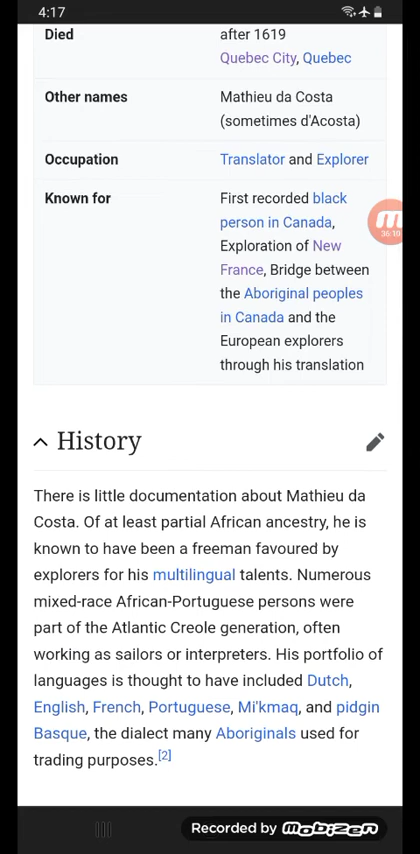 4:17
Died after 1619
Quebec City, Quebec
Other names Mathieu da Costa
(sometimes d'Acosta)
Occupation Translator and Explorer
Known for First recorded black
person in Canada,
Exploration of New
France, Bridge between
the Aboriginal peoples
in Canada and the
European explorers
through his translation
36:10
History
There is little documentation about Mathieu da
Costa. Of at least partial African ancestry, he is
known to have been a freeman favoured by
explorers for his multilingual talents. Numerous
mixed-race African-Portuguese persons were
part of the Atlantic Creole generation, often
working as sailors or interpreters. His portfolio of
languages is thought to have included Dutch,
English, French, Portuguese, Mi'kmaq, and pidgin
Basque, the dialect many Aboriginals used for
trading purposes.[2]
Recorded by mobizen